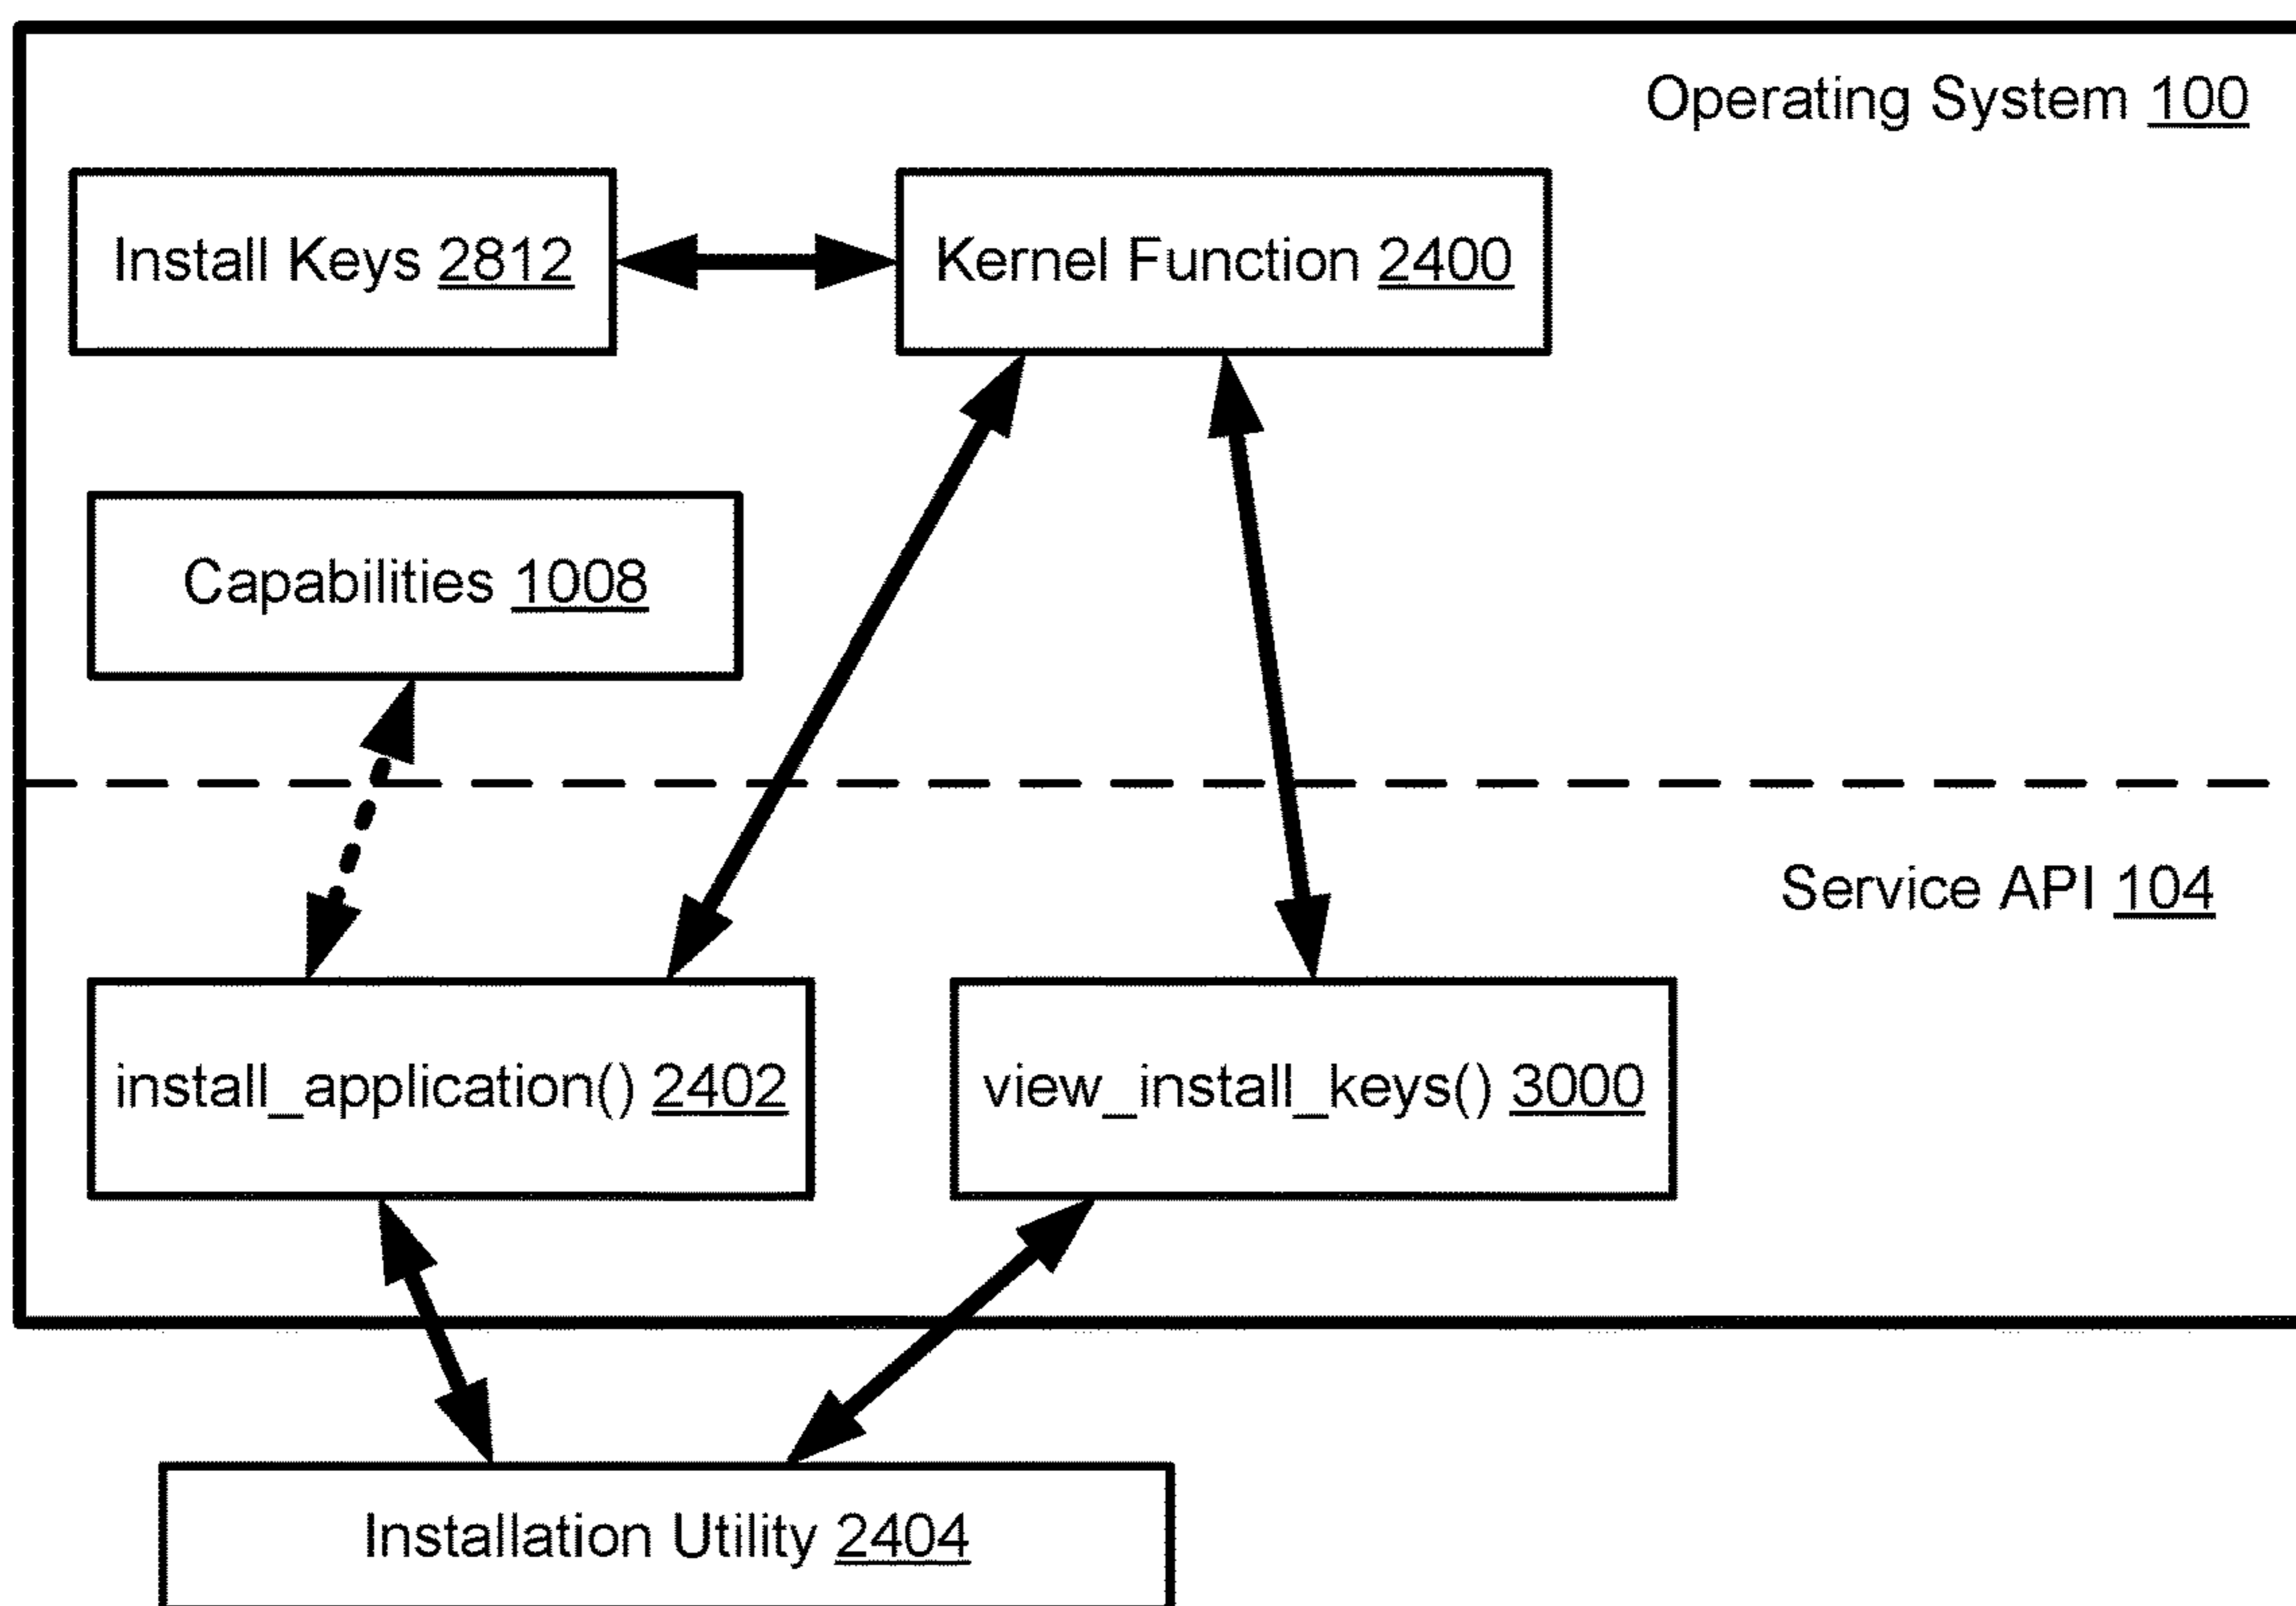 Operating System 100
Install Keys 2812
Kernel Function 2400
Capabilities 1008
Service API 104
install_application() 2402
view_install_keys() 3000
Installation Utility 2404